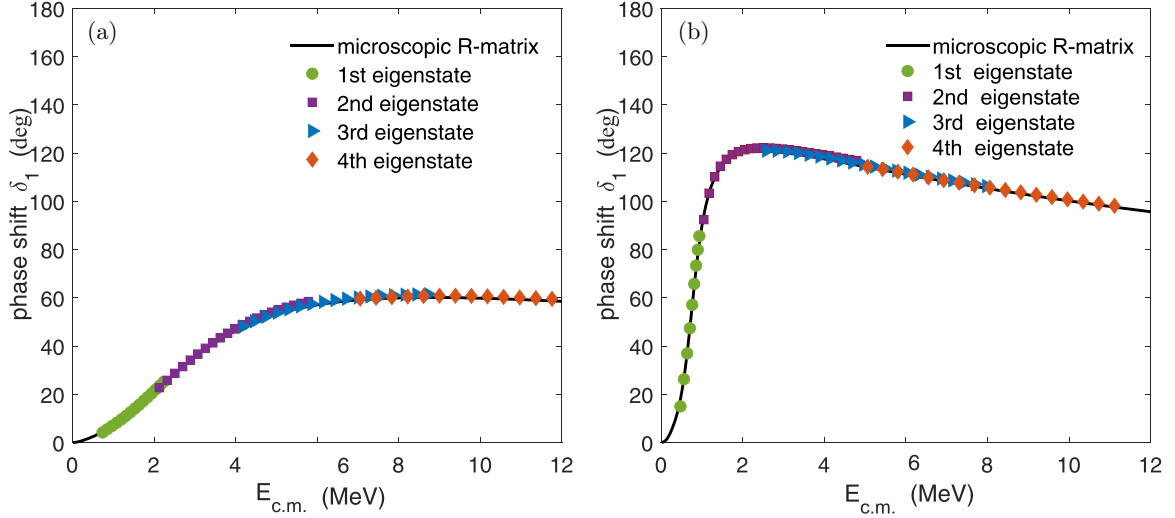 (a)
microscopic R-matrix
1st eigenstate
2nd eigenstate
3rd eigenstate
4th eigenstate
phase shift δ1 (deg)
180
160
140
120
100
80
60
40
20
0
0 2 4 6 8 10 12
Ec.m. (MeV)
(b)
microscopic R-matrix
1st eigenstate
2nd eigenstate
3rd eigenstate
4th eigenstate
phase shift δ1 (deg)
180
160
140
120
100
80
60
40
20
0
0 2 4 6 8 10 12
Ec.m. (MeV)